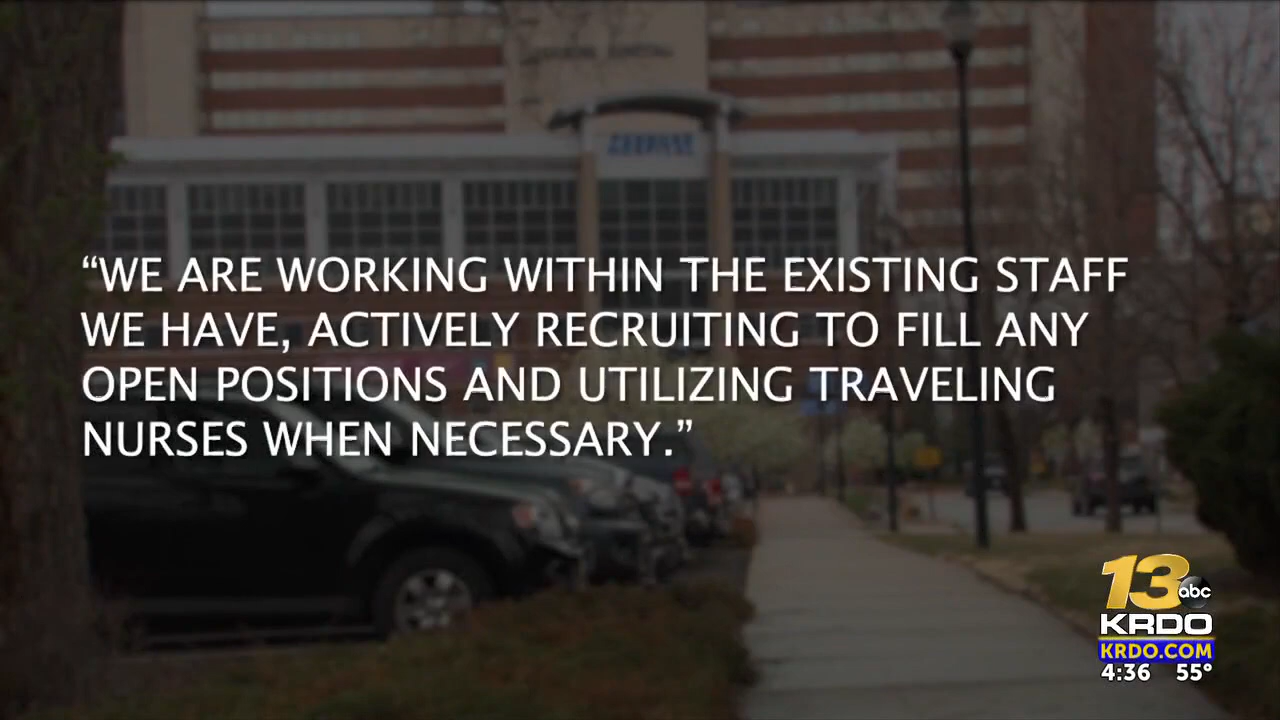 “WE ARE WORKING WITHIN THE EXISTING STAFF
WE HAVE, ACTIVELY RECRUITING TO FILL ANY
OPEN POSITIONS AND UTILIZING TRAVELING
NURSES WHEN NECESSARY.”
13
abc
KRDO
KRDO.COM
4:36 55°